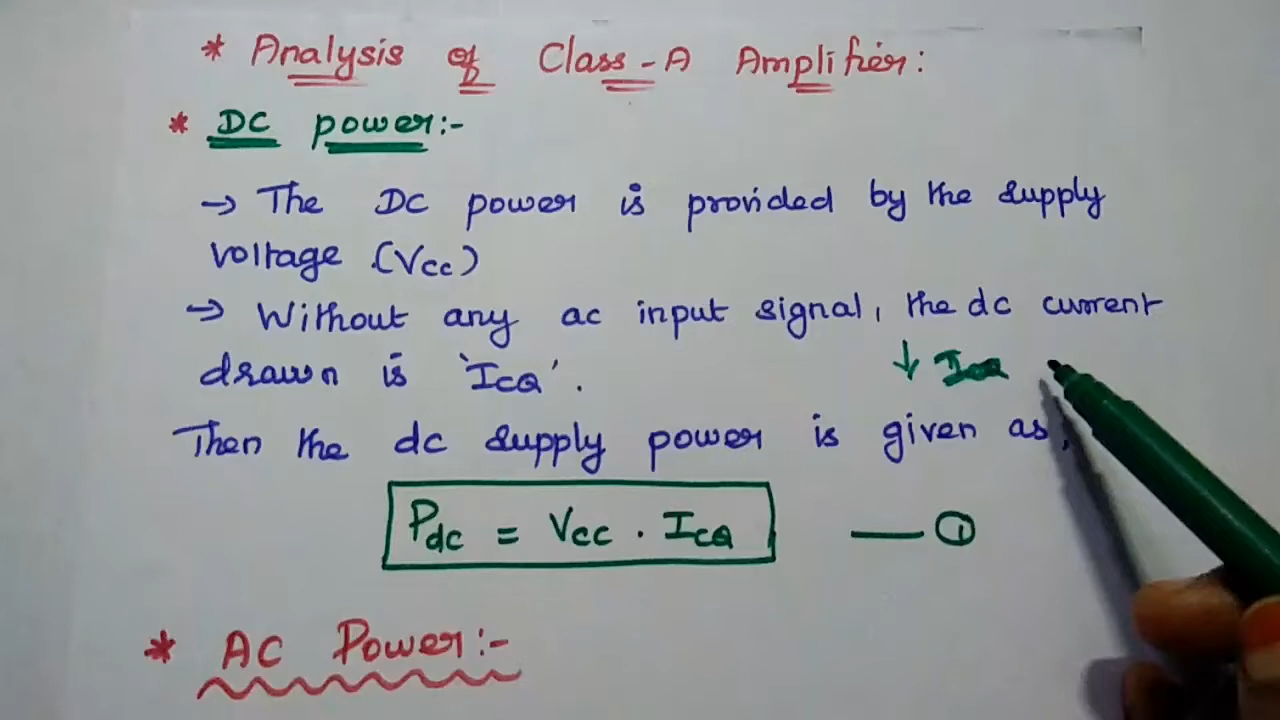 * Analysis of Class-A Amplifier:
* DC power:-
→ The DC power is provided by the supply
voltage (Vcc)
→ Without any ac input signal, the dc current
drawn is 'ICQ'.
↓ ICQ
Then the dc supply power is given as,
Pdc = Vcc . ICQ — ①
* AC Power:-